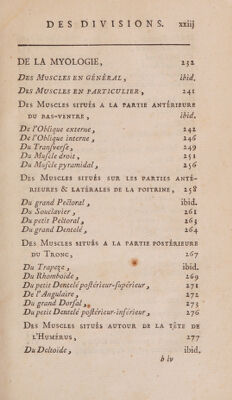 DES DIVISIONS. xxiij
DE LA MYOLOGIE, 232
DES MUSCLES EN GÉNÉRAL, ibid.
DES MUSCLES EN PARTICULIER, 241
DES MUSCLES SITUÉS A LA PARTIE ANTÉRIEURE
DU BAS-VENTRE, ibid.
De l'Oblique externe, 242
De l'Oblique interne, 246
Du Tranſverſe, 249
Du Muſcle droit, 251
Du Muſcle pyramidal, 256
DES MUSCLES SITUÉS SUR LES PARTIES ANTÉ-
RIEURES & LATÉRALES DE LA POITRINE, 258
Du grand Pectoral, ibid.
Du Souclavier, 261
Du petit Pectoral, 263
Du grand Dentelé, 264
DES MUSCLES SITUÉS A LA PARTIE POSTÉRIEURE
DU TRONC, 267
Du Trapeze, ibid.
Du Rhomboïde, 269
Du petit Dentelé poſtérieur-ſupérieur, 271
De l'Angulaire, 272
Du grand Dorſal, 273
Du petit Dentelé poſtérieur-inférieur, 276
DES MUSCLES SITUÉS AUTOUR DE LA TÊTE DE
L'HUMÉRUS, 277
Du Deltoïde, ibid.
b iv